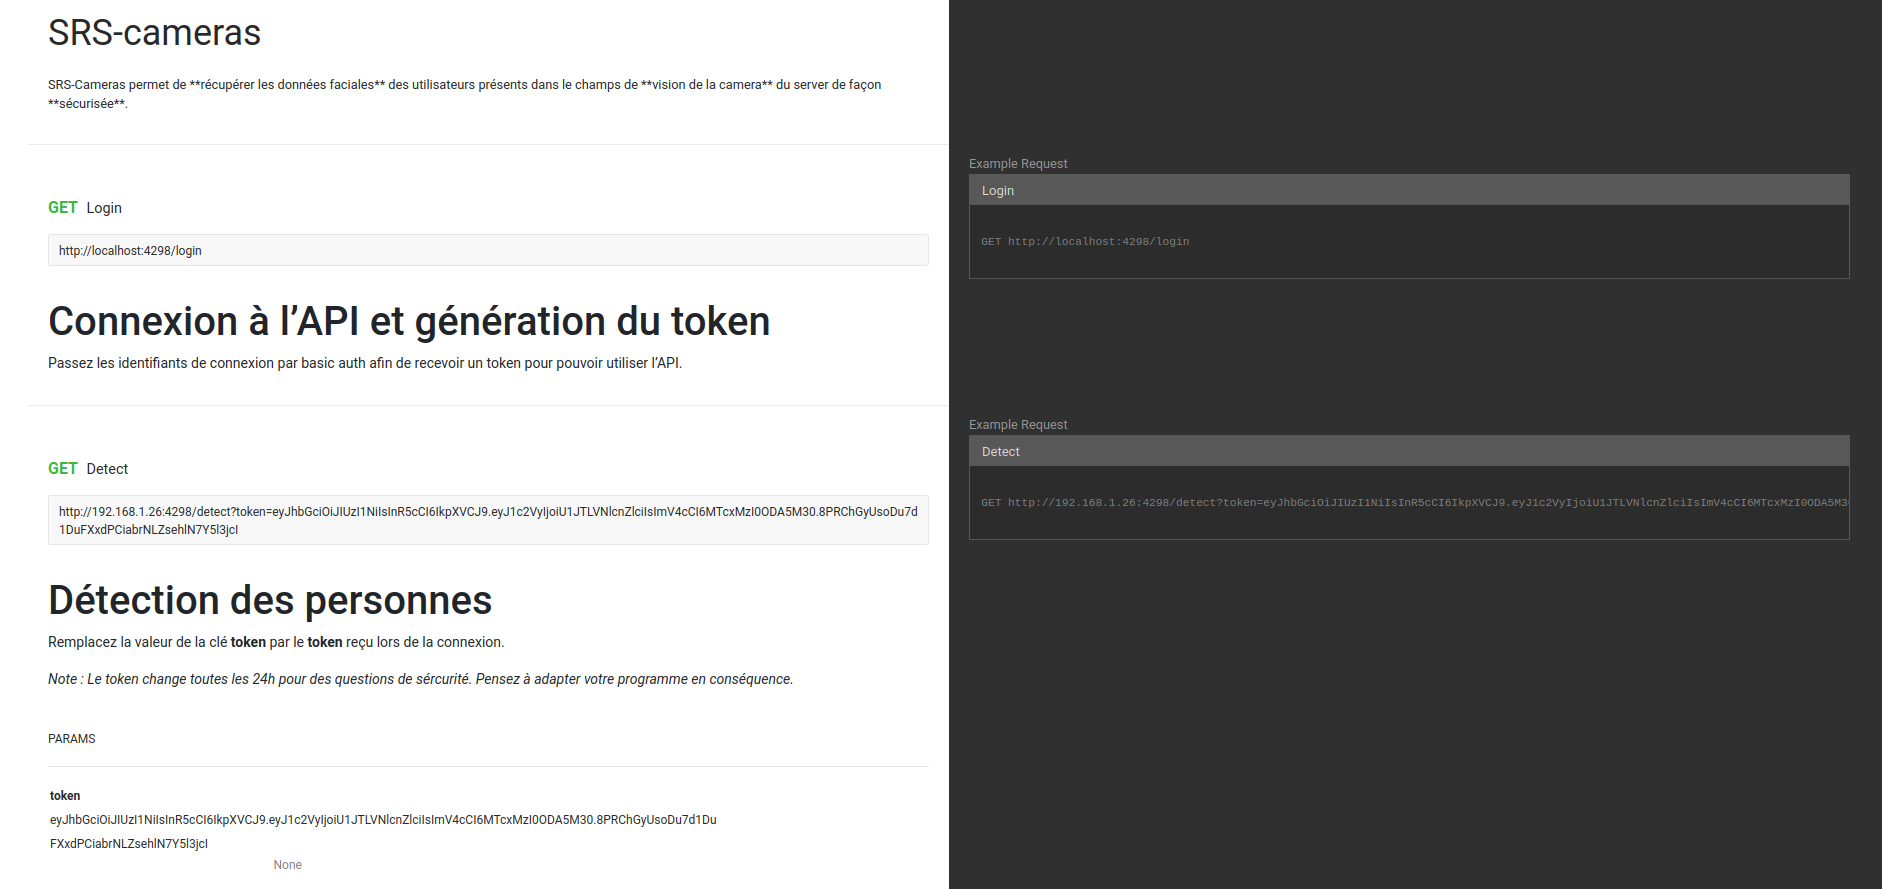 SRS-cameras
SRS-Cameras permet de **récupérer les données faciales** des utilisateurs présents dans le champs de **vision de la camera** du server de façon
**sécurisée**.
Example Request
Login
GET http://localhost:4298/login
GET Login
http://localhost:4298/login
Connexion à l’API et génération du token
Passez les identifiants de connexion par basic auth afin de recevoir un token pour pouvoir utiliser l’API.
Example Request
Detect
GET http://192.168.1.26:4298/detect?token=eyJhbGciOiJIUzI1NiIsInR5cCI6IkpXVCJ9.eyJ1c2VyIjoiU1JTLVNlcnZlciIsImV4cCI6MTcxMzI0ODA5M3
GET Detect
http://192.168.1.26:4298/detect?token=eyJhbGciOiJIUzI1NiIsInR5cCI6IkpXVCJ9.eyJ1c2VyIjoiU1JTLVNlcnZlciIsImV4cCI6MTcxMzI0ODA5M30.8PRChGyUsoDu7d
1DuFXxdPCiabrNLZsehlN7Y5l3jcI
Détection des personnes
Remplacez la valeur de la clé token par le token reçu lors de la connexion.
Note : Le token change toutes les 24h pour des questions de sércurité. Pensez à adapter votre programme en conséquence.
PARAMS
token
eyJhbGciOiJIUzI1NiIsInR5cCI6IkpXVCJ9.eyJ1c2VyIjoiU1JTLVNlcnZlciIsImV4cCI6MTcxMzI0ODA5M30.8PRChGyUsoDu7d1Du
FXxdPCiabrNLZsehlN7Y5l3jcI
None